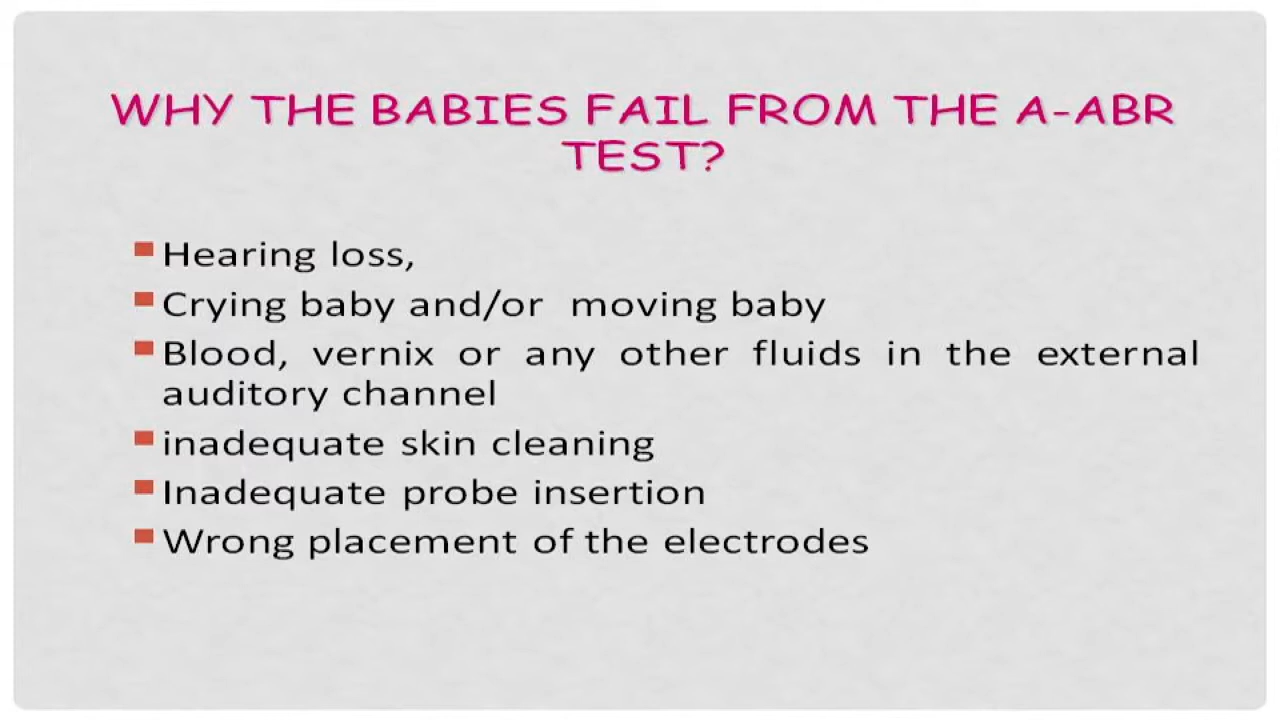 WHY THE BABIES FAIL FROM THE A-ABR
TEST?
Hearing loss,
Crying baby and/or moving baby
Blood, vernix or any other fluids in the external
auditory channel
inadequate skin cleaning
Inadequate probe insertion
Wrong placement of the electrodes